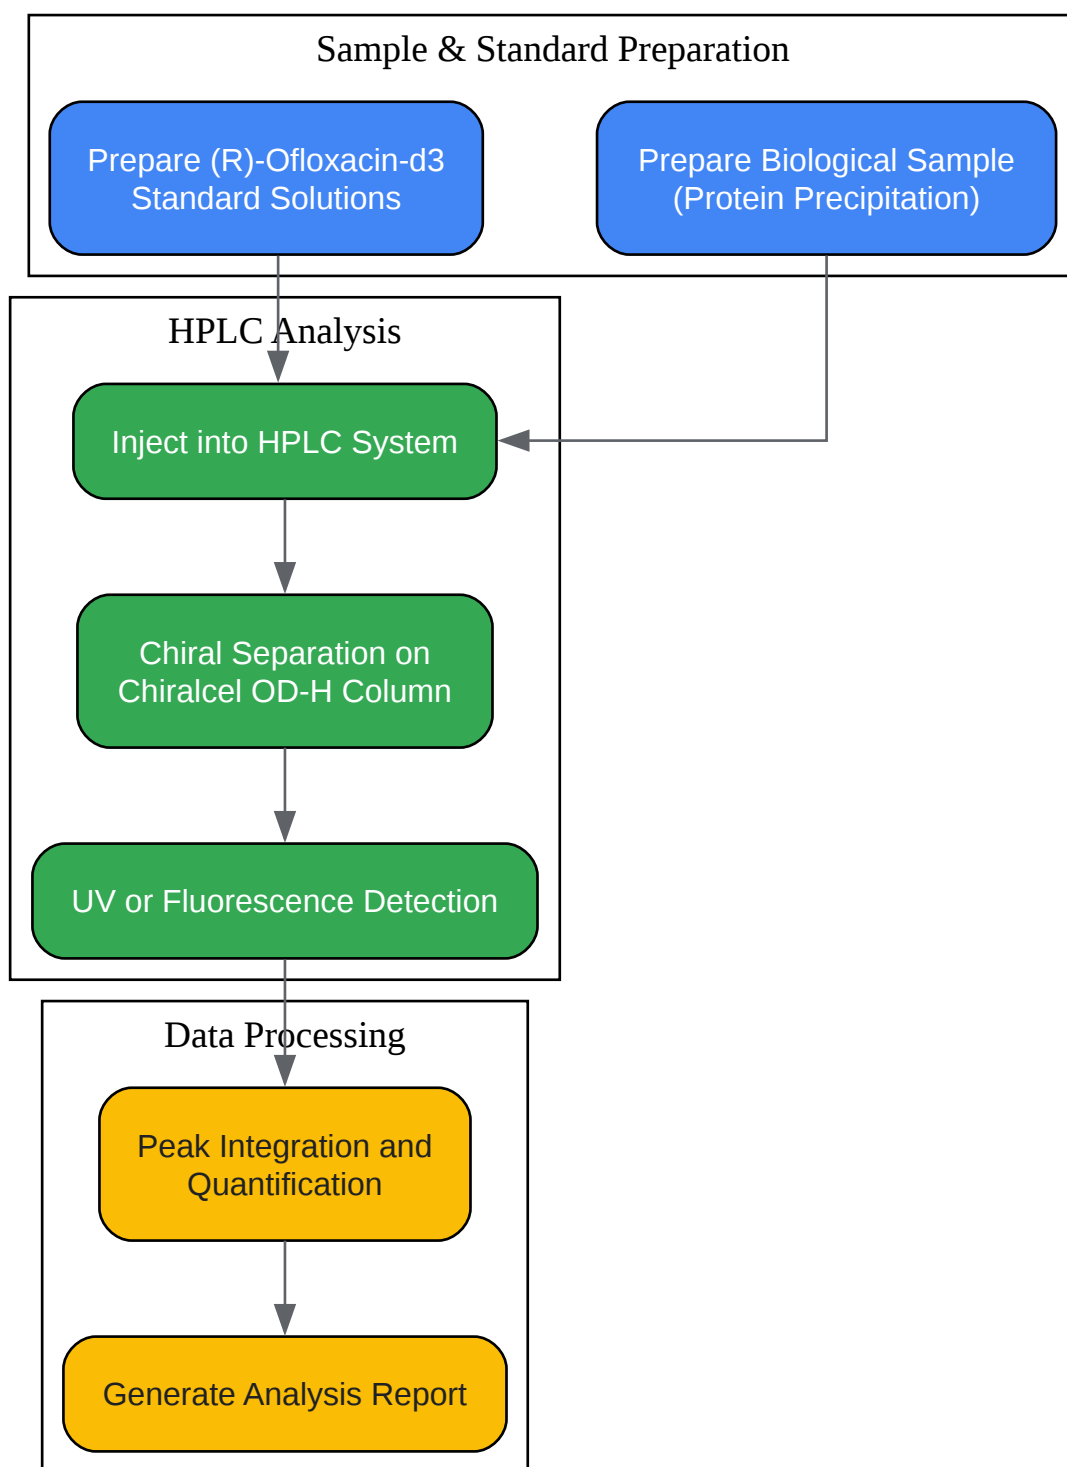 Sample & Standard Preparation
Prepare (R)-Ofloxacin-d3
Standard Solutions
Prepare Biological Sample
(Protein Precipitation)
HPLC Analysis
Inject into HPLC System
Chiral Separation on
Chiralcel OD-H Column
UV or Fluorescence Detection
Data Processing
Peak Integration and
Quantification
Generate Analysis Report